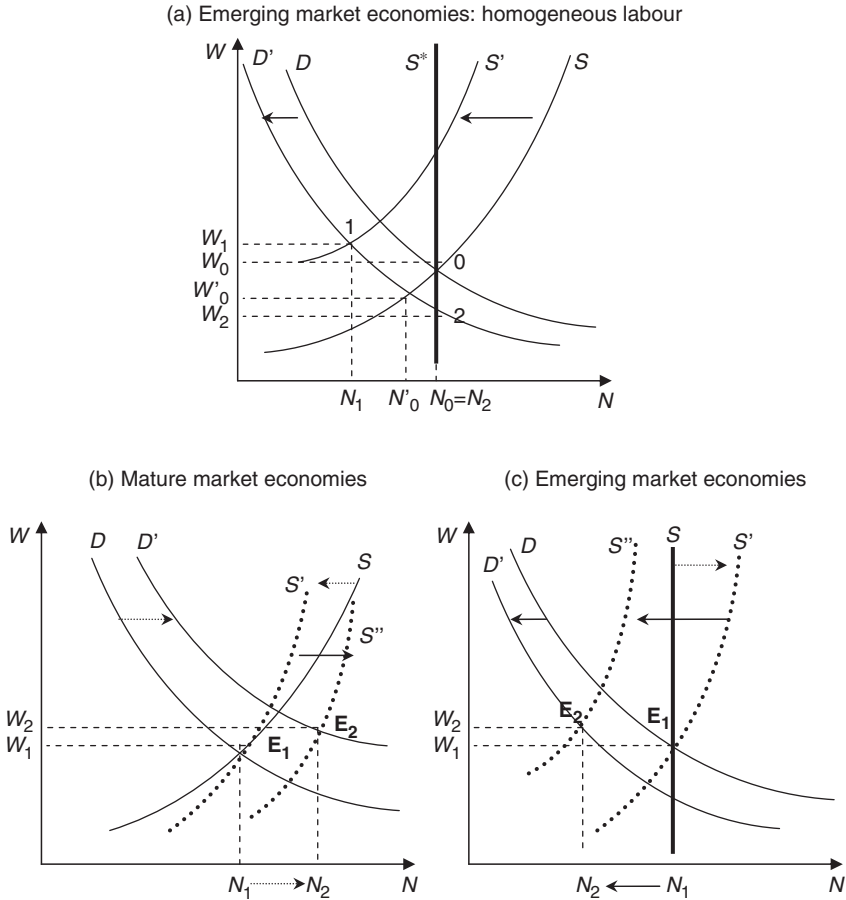 (a) Emerging market economies: homogeneous labour
W D’ D S* S’ S
1
W₁
W₀ 0
W’₀
W₂ 2
N₁ N’₀ N₀=N₂ N
(b) Mature market economies
W D D’ S’ S
S’’
W₂ E₂
W₁ E₁
N₁ N₂ N
(c) Emerging market economies
W D’ D S’’ S S’
W₂ E₂ E₁
W₁
N₂ N₁ N